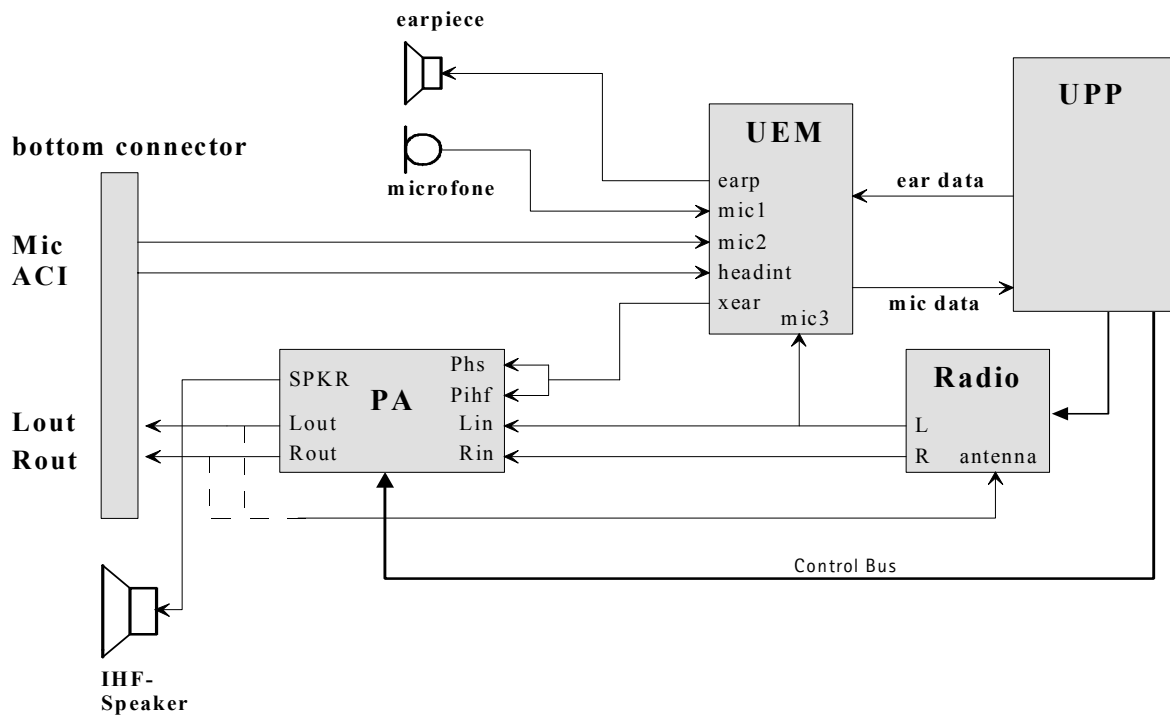 earpiece
UPP
UEM
bottom connector
microfone
earp
ear data
mic1
Mic
mic2
ACI
headint
xear
mic data
mic3
SPKR
Phs
Radio
PA
Pihf
Lout
Lout
Lin
L
Rout
Rout
Rin
R
antenna
Control Bus
IHF-
Speaker